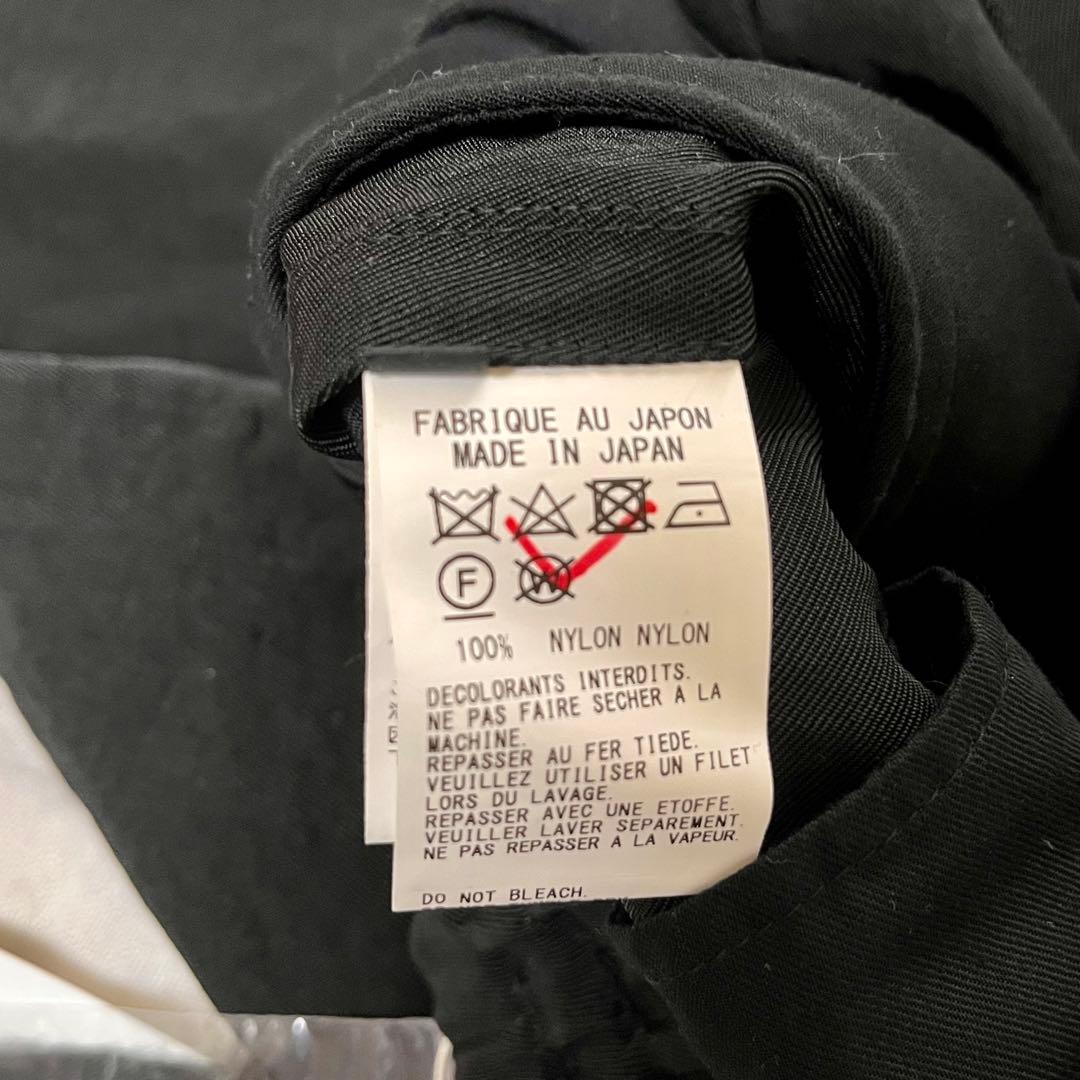 FABRIQUE AU JAPON
MADE IN JAPAN
F W
100% NYLON NYLON
DECOLORANTS INTERDITS.
NE PAS FAIRE SECHER A LA
MACHINE.
REPASSER AU FER TIEDE.
VEUILLEZ UTILISER UN FILET
LORS DU LAVAGE.
REPASSER AVEC UNE ETOFFE.
VEUILLER LAVER SEPAREMENT.
NE PAS REPASSER A LA VAPEUR.
DO NOT BLEACH.